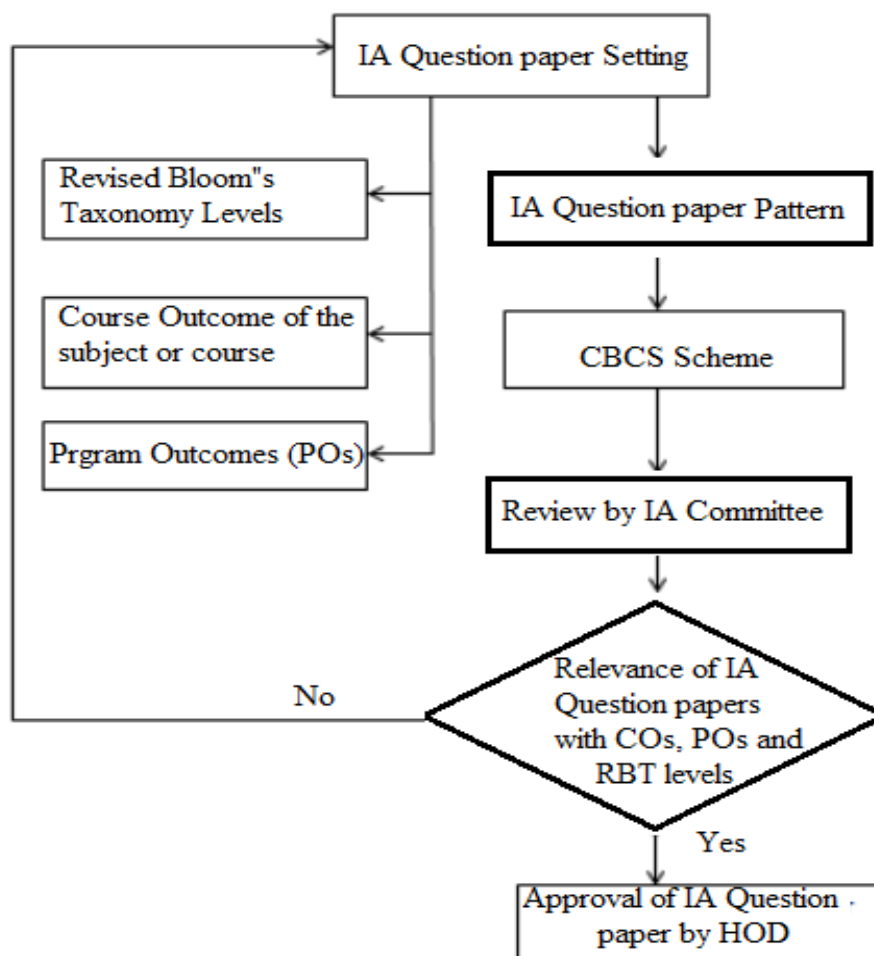 IA Question paper Setting
Revised Bloom"s
Taxonomy Levels
IA Question paper Pattern
Course Outcome of the
subject or course
CBCS Scheme
Prgram Outcomes (POs)
Review by IA Committee
Relevance of IA
Question papers
with COs, POs and
RBT levels
No
Yes
Approval of IA Question
paper by HOD